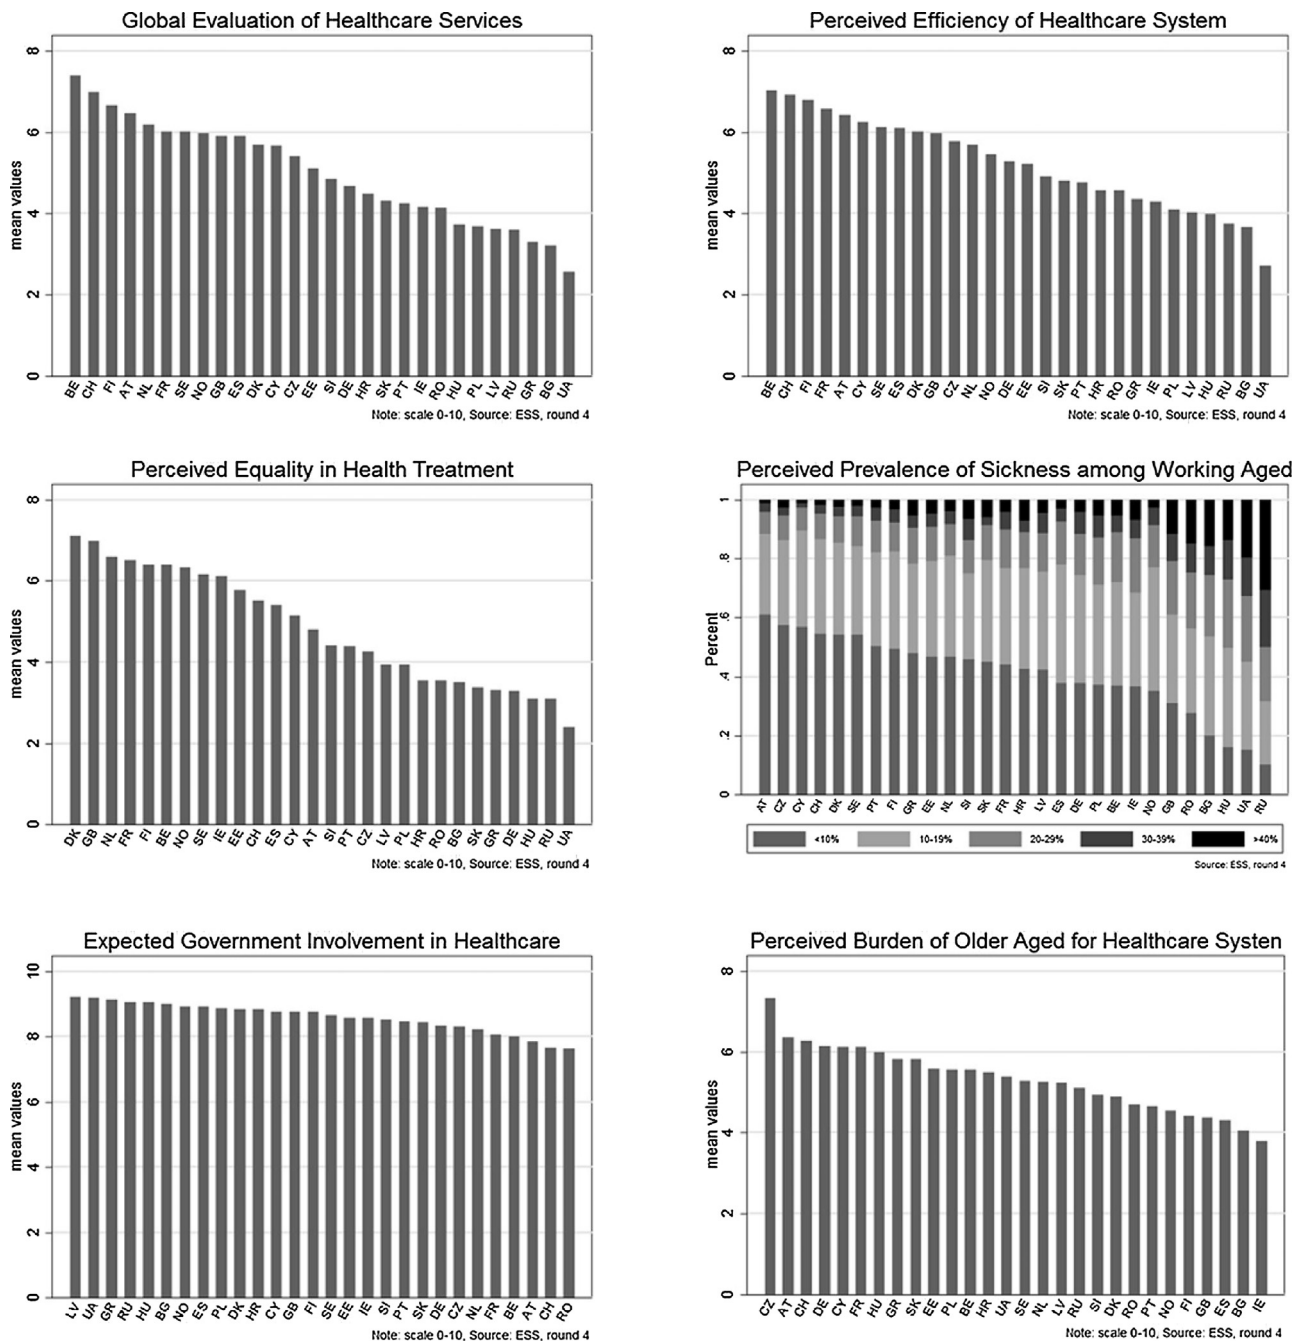 Global Evaluation of Healthcare Services
8
6
4
2
0
mean values
BE CH FI AT NL FR SE NO GB ES DK CY CZ EE SI DE HR SK PT IE RO HU PL LV RU GR BG UA
Note: scale 0-10, Source: ESS, round 4
Perceived Efficiency of Healthcare System
8
6
4
2
0
mean values
BE CH FI FR AT CY SE ES DK GB CZ NL NO DE EE SI SK PT HR RO GR IE PL LV HU RU BG UA
Note: scale 0-10, Source: ESS, round 4
Perceived Equality in Health Treatment
8
6
4
2
0
mean values
DK GB NL FR FI BE NO SE IE EE CH ES CY AT SI PT CZ LV PL HR RO BG SK GR DE HU RU UA
Note: scale 0-10, Source: ESS, round 4
Perceived Prevalence of Sickness among Working Aged
1
.8
.6
.4
.2
0
Percent
AT CZ CY CH DK SE PT FI GR EE NL SI SK FR HR LV ES DE PL BE IE NO GB RO BG HU UA RU
<10% 10-19% 20-29% 30-39% >40%
Source: ESS, round 4
Expected Government Involvement in Healthcare
10
8
6
4
2
0
mean values
LV UA GR RU HU BG NO ES PL DK HR CY GB FI SE EE IE SI PT SK DE CZ NL FR BE AT CH RO
Note: scale 0-10, Source: ESS, round 4
Perceived Burden of Older Aged for Healthcare Systen
8
6
4
2
0
mean values
CZ AT CH DE CY FR HU GR SK EE PL BE HR UA SE NL LV RU SI DK RO PT NO FI GB ES BG IE
Note: scale 0-10, Source: ESS, round 4